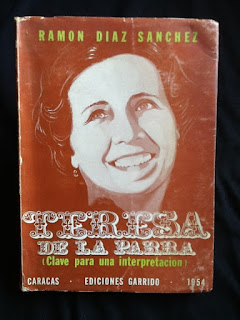 RAMON DIAZ SANCHEZ
TERESA
DE LA PARRA
(Clave para una interpretación)
CARACAS · EDICIONES GARRIDO · 1954